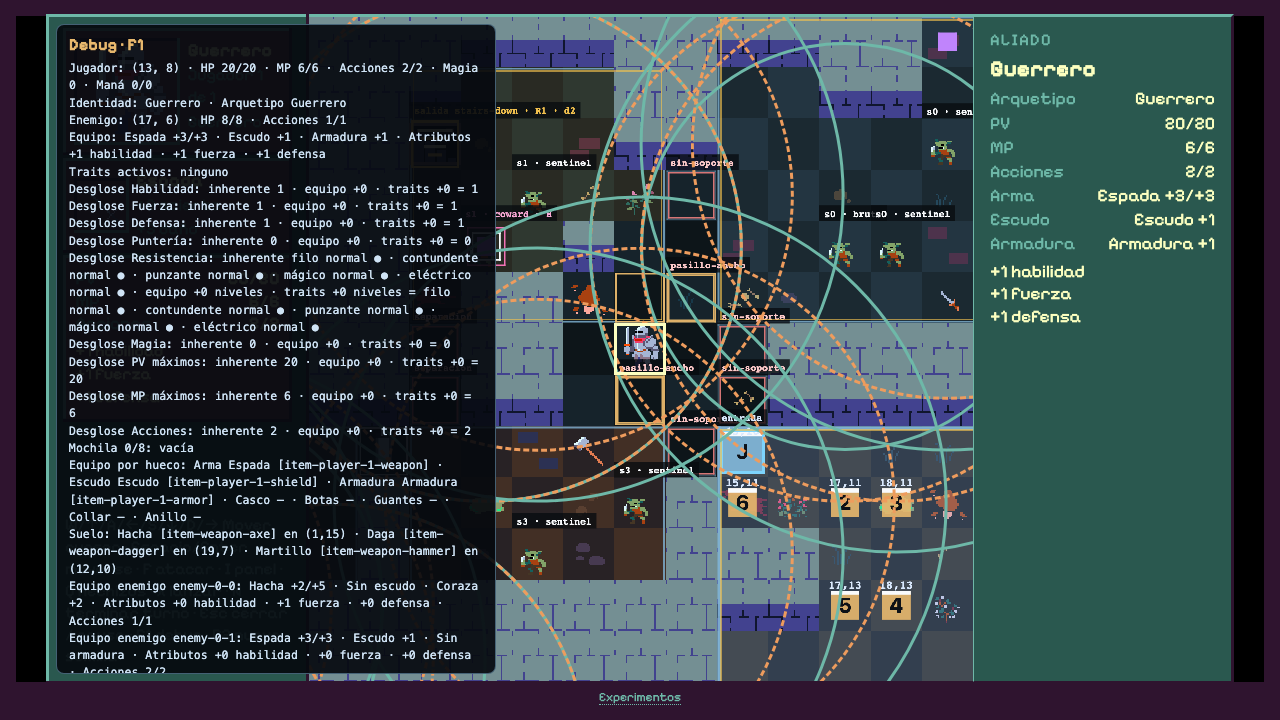 Debug·F1
Jugador: (13, 8) · HP 20/20 · MP 6/6 · Acciones 2/2 · Magia
0 · Maná 0/0
Identidad: Guerrero · Arquetipo Guerrero
Enemigo: (17, 6) · HP 8/8 · Acciones 1/1
Equipo: Espada +3/+3 · Escudo +1 · Armadura +1 · Atributos
+1 habilidad · +1 fuerza · +1 defensa
Traits activos: ninguno
Desglose Habilidad: inherente 1 · equipo +0 · traits +0 = 1
Desglose Fuerza: inherente 1 · equipo +0 · traits +0 = 1
Desglose Defensa: inherente 1 · equipo +0 · traits +0 = 1
Desglose Puntería: inherente 0 · equipo +0 · traits +0 = 0
Desglose Resistencia: inherente filo normal ● · contundente
normal ● · punzante normal ● · mágico normal ● · eléctrico
normal ● · equipo +0 niveles · traits +0 niveles = filo
normal ● · contundente normal ● · punzante normal ● ·
mágico normal ● · eléctrico normal ●
Desglose Magia: inherente 0 · equipo +0 · traits +0 = 0
Desglose PV máximos: inherente 20 · equipo +0 · traits +0 =
20
Desglose MP máximos: inherente 6 · equipo +0 · traits +0 =
6
Desglose Acciones: inherente 2 · equipo +0 · traits +0 = 2
Mochila 0/8: vacía
Equipo por hueco: Arma Espada [item-player-1-weapon] ·
Escudo Escudo [item-player-1-shield] · Armadura Armadura
[item-player-1-armor] · Casco — · Botas — · Guantes — ·
Collar — · Anillo —
Suelo: Hacha [item-weapon-axe] en (1,15) · Daga [item-
weapon-dagger] en (19,7) · Martillo [item-weapon-hammer] en
(12,10)
Equipo enemigo enemy-0-0: Hacha +2/+5 · Sin escudo · Coraza
+2 · Atributos +0 habilidad · +1 fuerza · +0 defensa ·
Acciones 1/1
Equipo enemigo enemy-0-1: Espada +3/+3 · Escudo +1 · Sin
armadura · Atributos +0 habilidad · +0 fuerza · +0 defensa
· Acciones 2/2
down · R1 · d2
s0 · sen
s1 · sentinel
sin-soporte
coward · R
s0 · bru
s0 · sentinel
pasillo-ancho
sin-soporte
pasillo-ancho
sin-soporte
sin-sopo
entrada
J
s3 · sentinel
15,11
17,11
18,11
6
2
3
s3 · sentinel
17,13
18,13
5
4
ALIADO
Guerrero
Arquetipo Guerrero
PV 20/20
MP 6/6
Acciones 2/2
Arma Espada +3/+3
Escudo Escudo +1
Armadura Armadura +1
+1 habilidad
+1 fuerza
+1 defensa
Experimentos